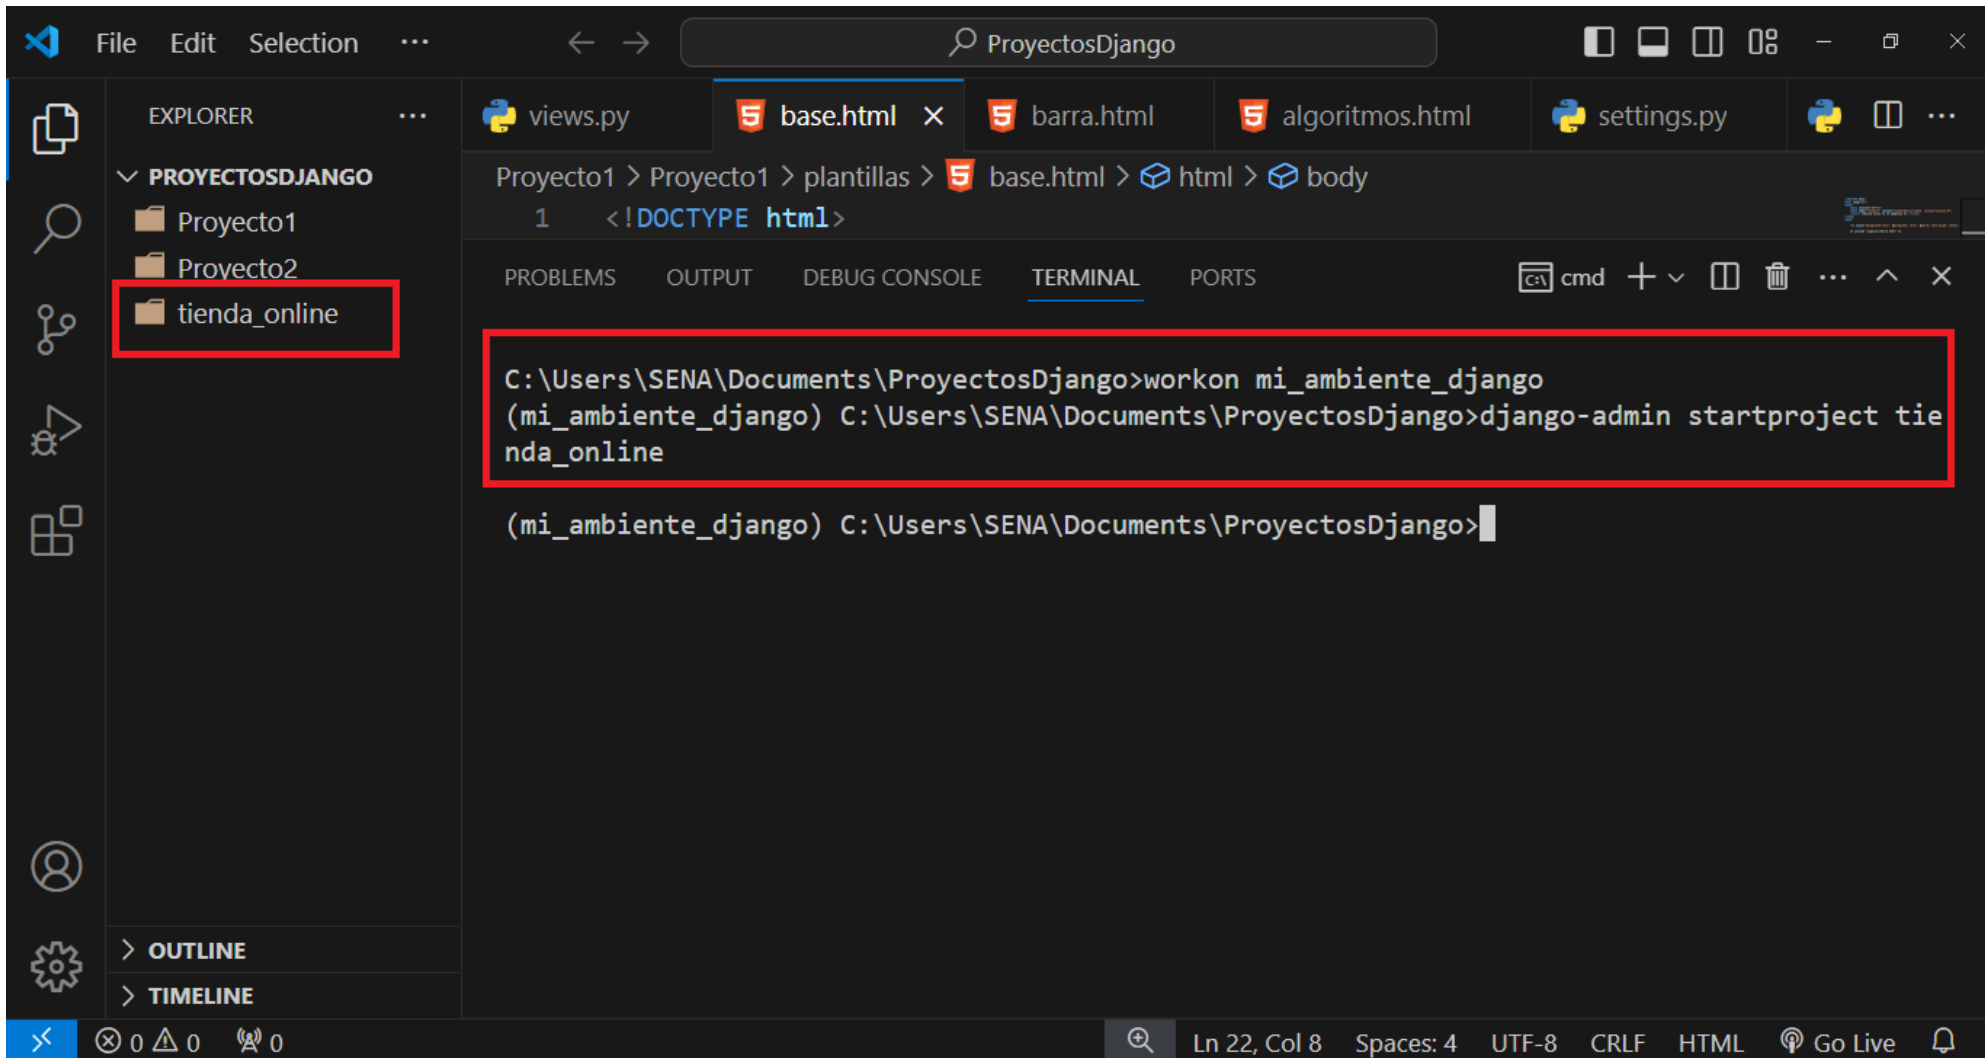 File Edit Selection ··· ProyectosDjango
EXPLORER ···
views.py base.html barra.html algoritmos.html settings.py ···
PROYECTOSDJANGO
Proyecto1
Proyecto2
tienda_online
Proyecto1 > Proyecto1 > plantillas > base.html > html > body
1 <!DOCTYPE html>
PROBLEMS OUTPUT DEBUG CONSOLE TERMINAL PORTS cmd ···
C:\Users\SENA\Documents\ProyectosDjango>workon mi_ambiente_django
(mi_ambiente_django) C:\Users\SENA\Documents\ProyectosDjango>django-admin startproject tie
nda_online
(mi_ambiente_django) C:\Users\SENA\Documents\ProyectosDjango>
OUTLINE
TIMELINE
0 0 0 Ln 22, Col 8 Spaces: 4 UTF-8 CRLF HTML Go Live